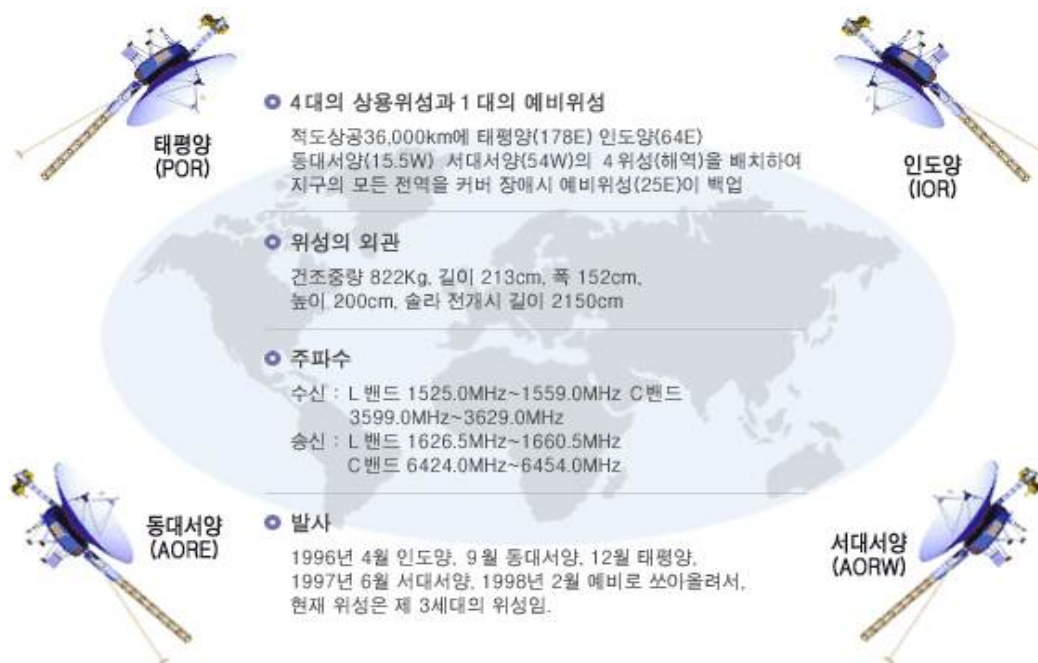 태평양
(POR)
인도양
(IOR)
4대의 상용위성과 1 대의 예비위성
적도상공36,000km에 태평양(178E) 인도양(64E)
동대서양(15.5W) 서대서양(54W)의 4위성(해역)을 배치하여
지구의 모든 전역을 커버 장애시 예비위성(25E)이 백업
위성의 외관
건조중량 822Kg, 길이 213cm, 폭 152cm,
높이 200cm, 솔라 전개시 길이 2150cm
주파수
수신 : L 밴드 1525.0MHz~1559.0MHz C밴드
3599.0MHz~3629.0MHz
송신 : L 밴드 1626.5MHz~1660.5MHz
C밴드 6424.0MHz~6454.0MHz
동대서양
(AORE)
서대서양
(AORW)
발사
1996년 4월 인도양, 9월 동대서양, 12월 태평양,
1997년 6월 서대서양, 1998년 2월 예비로 쏘아올려서,
현재 위성은 제 3세대의 위성임.